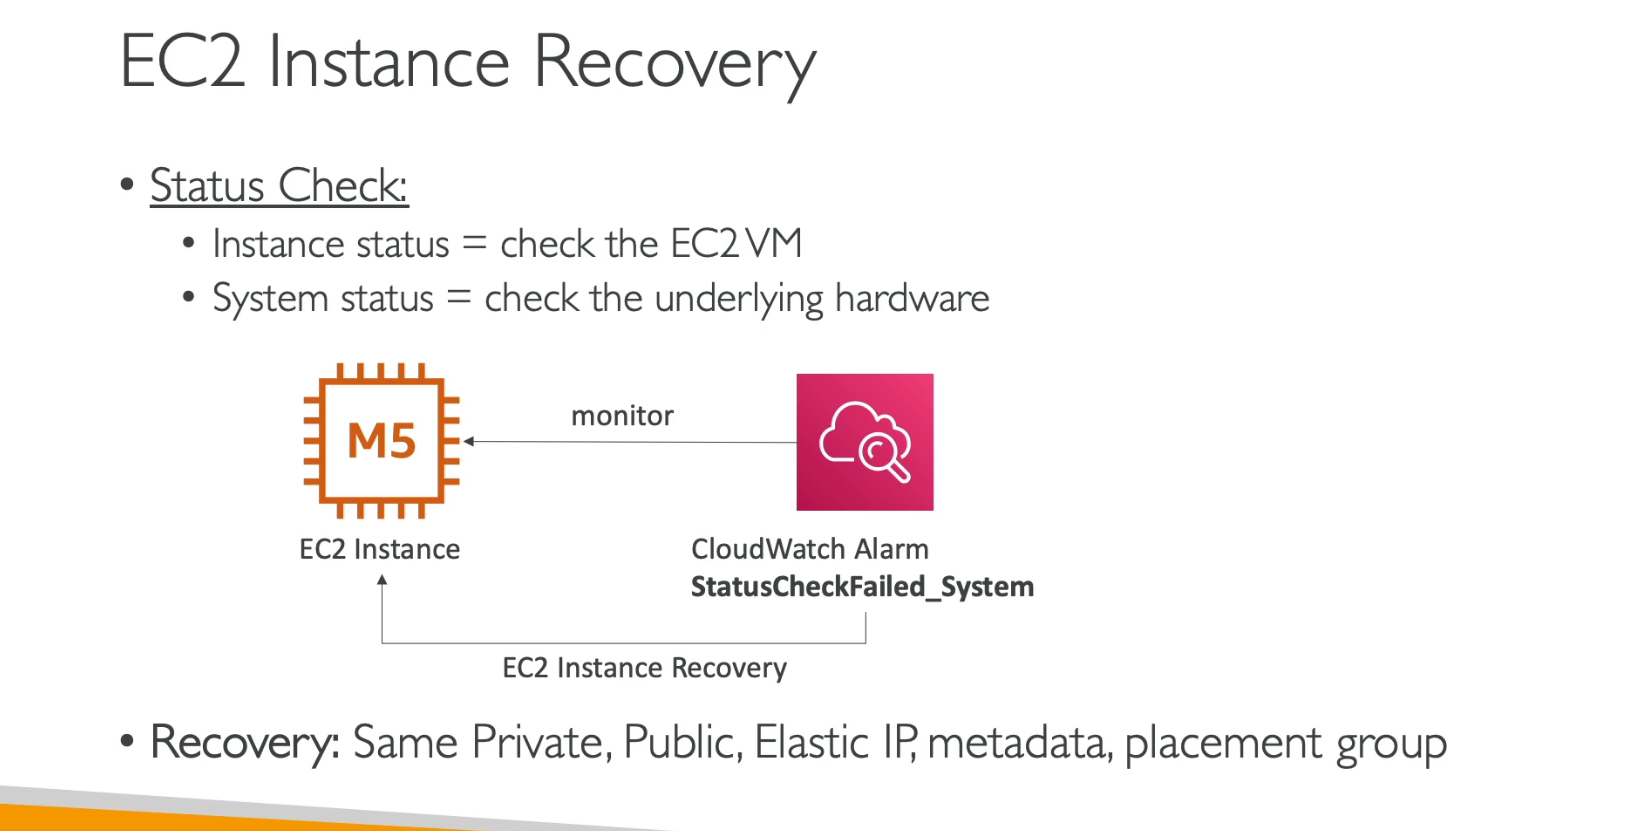 EC2 Instance Recovery
• Status Check:
• Instance status = check the EC2 VM
• System status = check the underlying hardware
M5
monitor
EC2 Instance
CloudWatch Alarm
StatusCheckFailed_System
EC2 Instance Recovery
• Recovery: Same Private, Public, Elastic IP, metadata, placement group